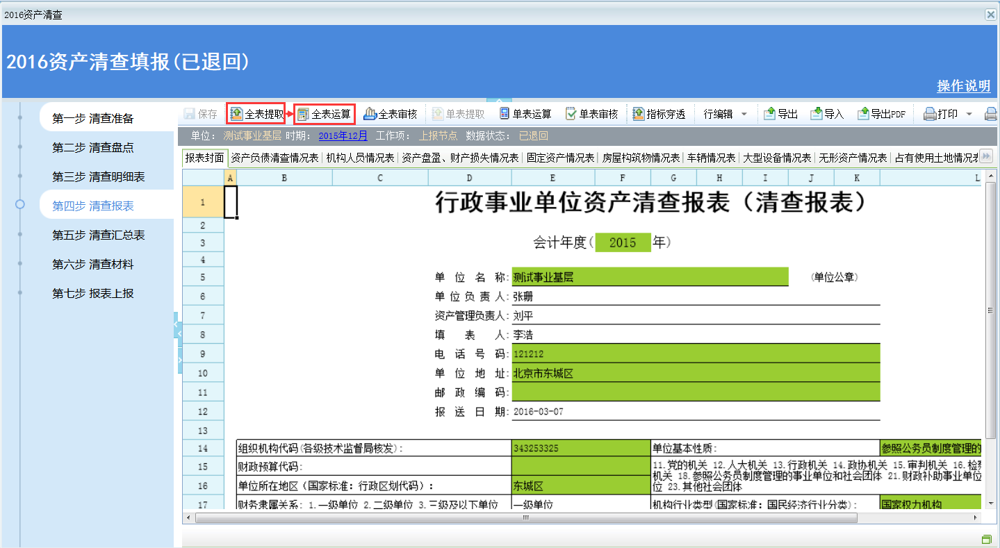 2016资产清查
2016资产清查填报(已退回)
操作说明
第一步 清查准备
第二步 清查盘点
第三步 清查明细表
第四步 清查报表
第五步 清查汇总表
第六步 清查材料
第七步 报表上报
保存 全表提取 全表运算 全表审核 单表提取 单表运算 单表审核 指标穿透 行编辑 导出 导入 导出PDF 打印
单位: 测试事业基层 时期: 2015年12月 工作项: 上报节点 数据状态: 已退回
报表封面 资产负债清查情况表 机构人员情况表 资产盘盈、财产损失情况表 固定资产情况表 房屋构筑物情况表 车辆情况表 大型设备情况表 无形资产情况表 占有使用土地情况
A B C D E F G H I J K L
1 行政事业单位资产清查报表（清查报表）
2
3 会计年度( 2015 年)
4
5 单 位 名 称: 测试事业基层 (单位公章)
6 单位负责人: 张珊
7 资产管理负责人: 刘平
8 填 表 人: 李浩
9 电 话 号 码: 121212
10 单 位 地 址: 北京市东城区
11 邮 政 编 码:
12 报 送 日 期: 2016-03-07
13
14 组织机构代码(各级技术监督局核发): 343253325 单位基本性质: 参照公务员制度管理的
15 财政预算代码: 11.党的机关 12.人大机关 13.行政机关 14.政协机关 15.审判机关 16.检
机关 18.参照公务员制度管理的事业单位和社会团体 21.财政补助事业单位
16 单位所在地区（国家标准: 行政区划代码）: 东城区 位 23.其他社会团体
17 财务隶属关系: 1.一级单位 2.二级单位 3.三级及以下单位 一级单位 机构行业类型(国家标准: 国民经济行业分类): 国家权力机构